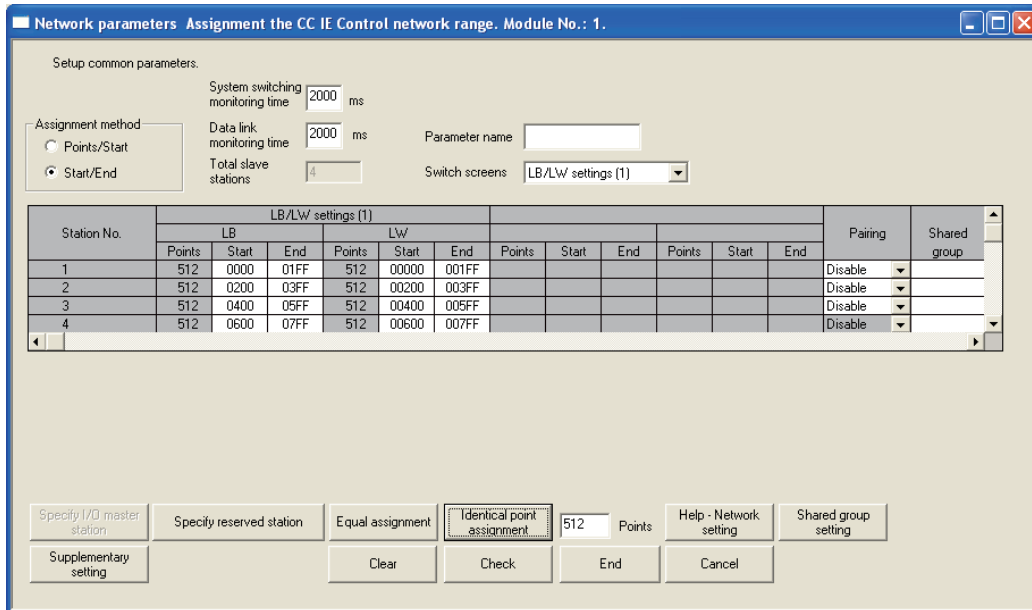 Network parameters Assignment the CC IE Control network range. Module No.: 1.
Setup common parameters.
System switching
monitoring time
2000 ms
Assignment method
Points/Start
Start/End
Data link
monitoring time
2000 ms
Parameter name
Total slave
stations
4
Switch screens LB/LW settings (1)
Station No. LB/LW settings (1) Pairing Shared group
LB LW
Points Start End Points Start End Points Start End Points Start End
1 512 0000 01FF 512 00000 001FF Disable
2 512 0200 03FF 512 00200 003FF Disable
3 512 0400 05FF 512 00400 005FF Disable
4 512 0600 07FF 512 00600 007FF Disable
Specify I/O master
station
Specify reserved station
Equal assignment
Identical point
assignment
512 Points
Help - Network
setting
Shared group
setting
Supplementary
setting
Clear
Check
End
Cancel